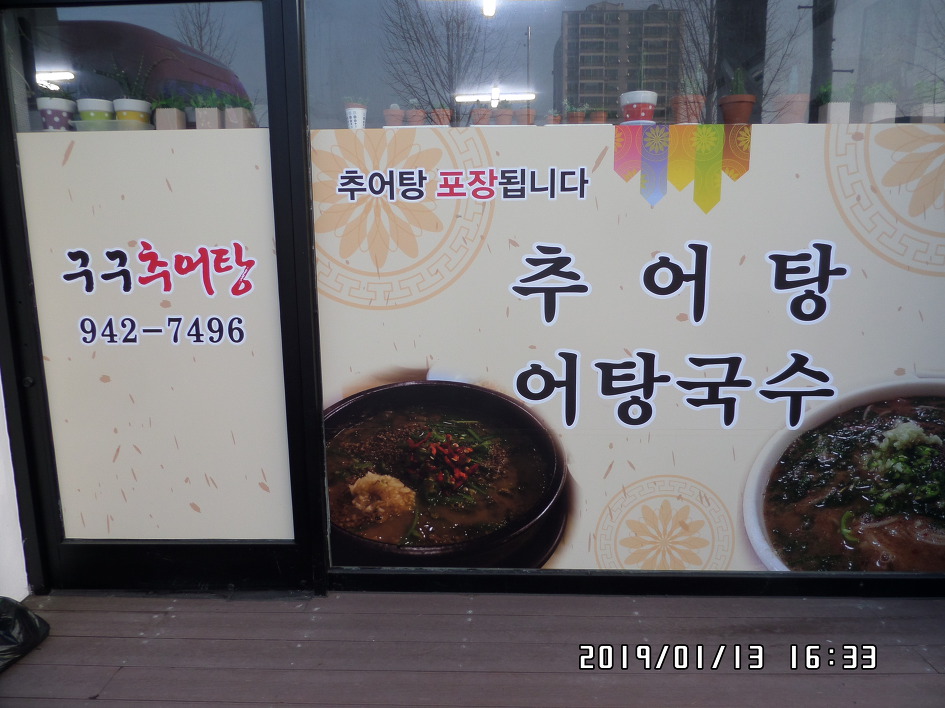 구구추어탕
942-7496
추어탕 포장됩니다
추 어 탕
어탕국수
2019/01/13 16:33